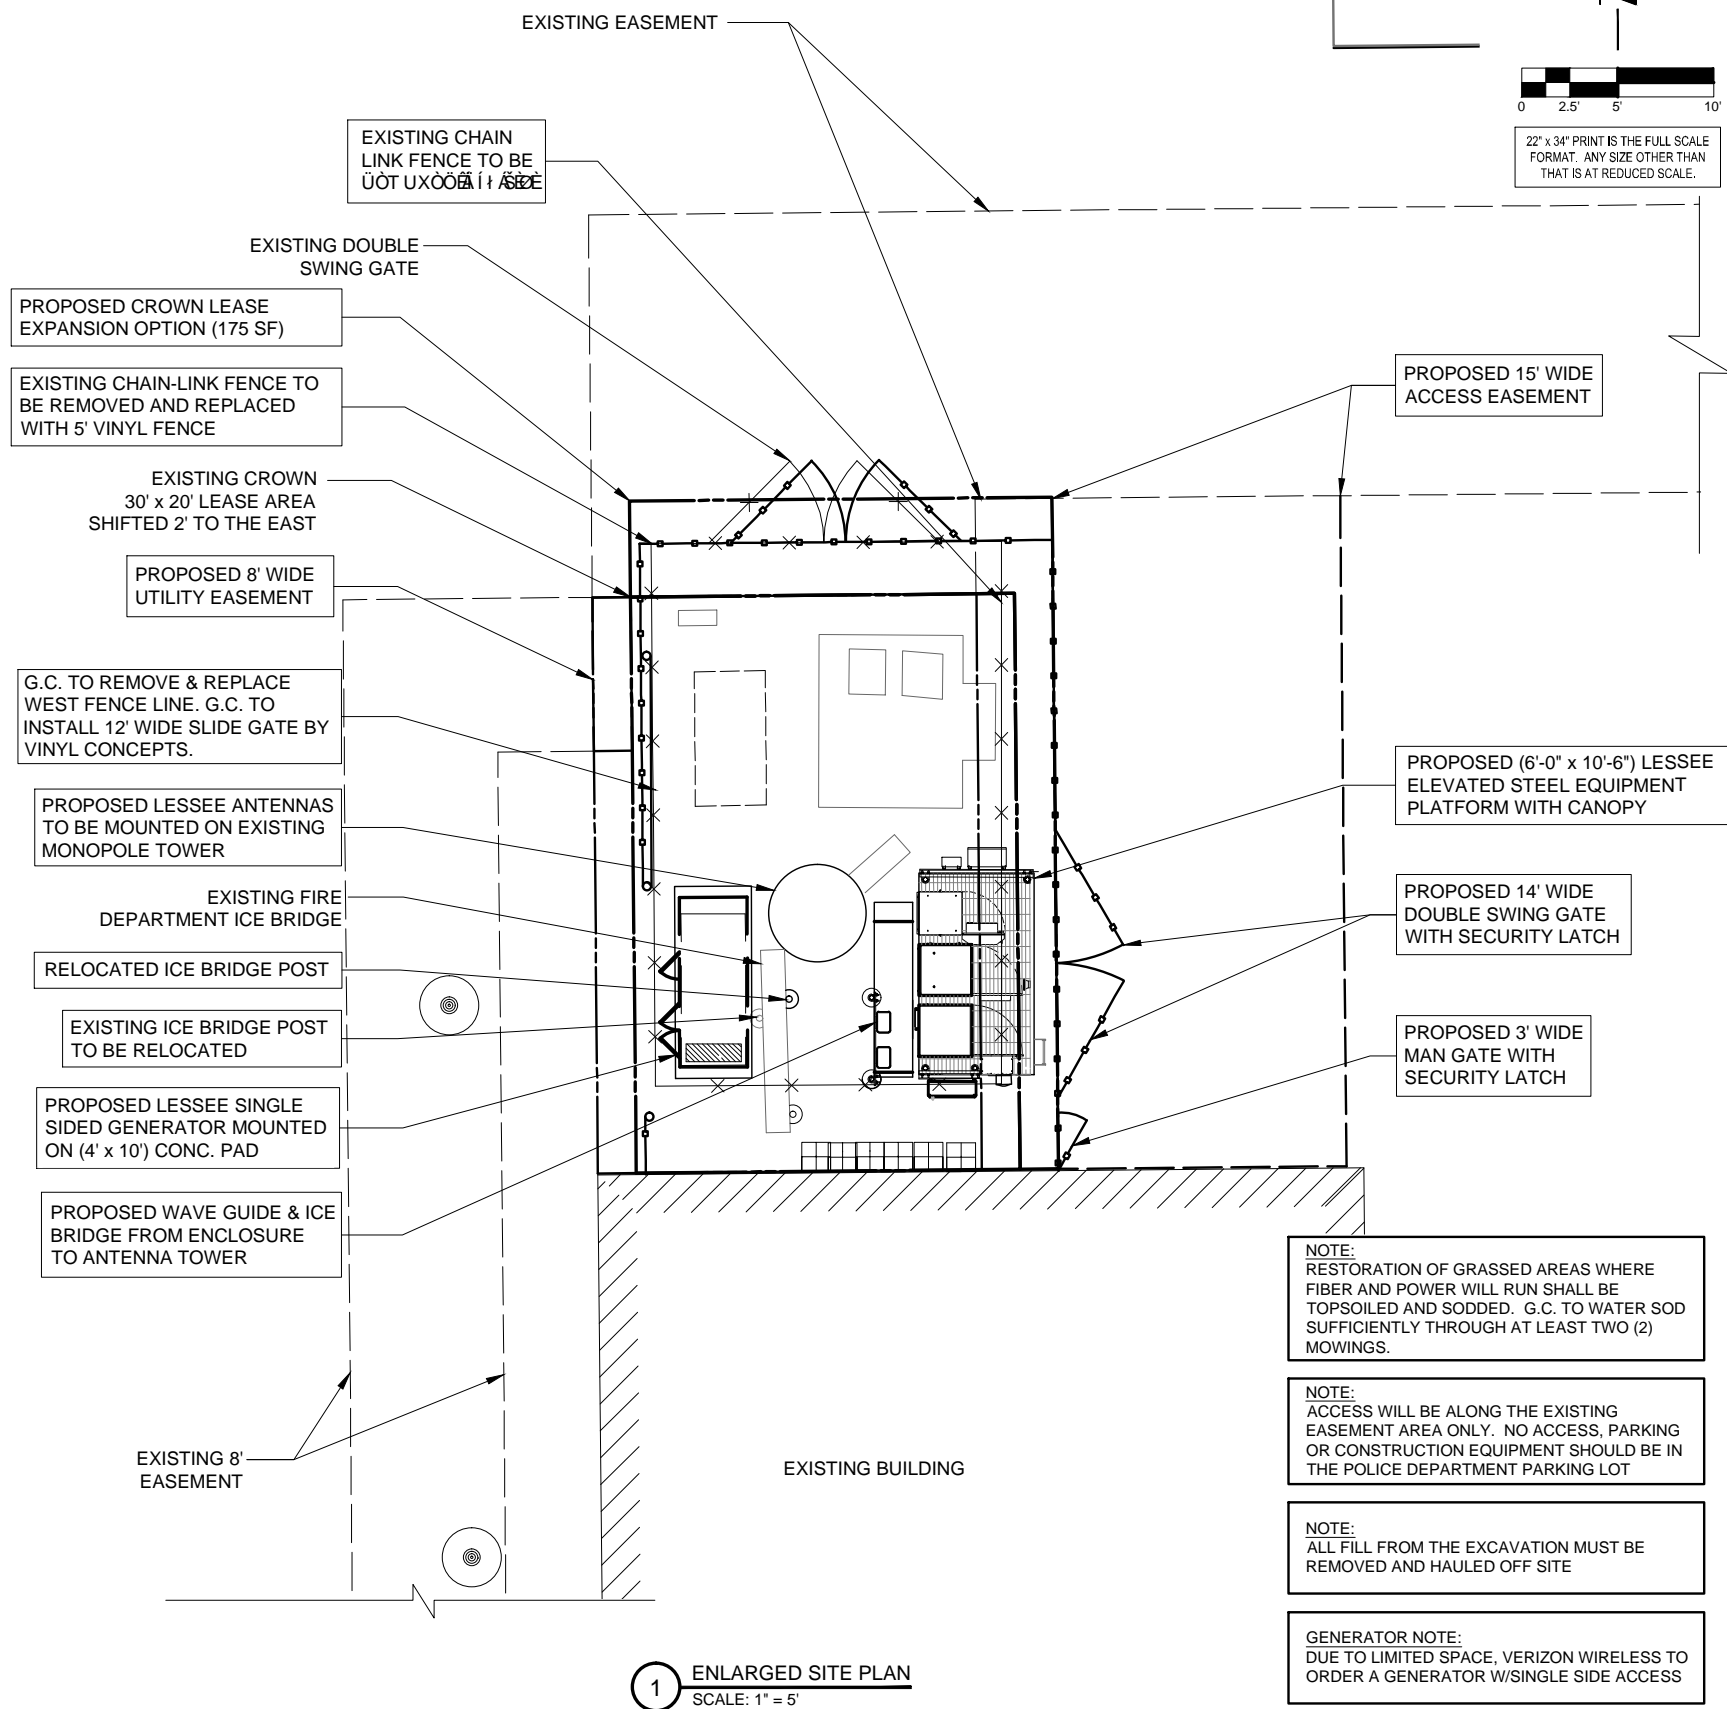 EXISTING EASEMENT
0 2.5' 5' 10'
22" x 34" PRINT IS THE FULL SCALE
FORMAT. ANY SIZE OTHER THAN
THAT IS AT REDUCED SCALE.
EXISTING CHAIN
LINK FENCE TO BE
EXISTING DOUBLE
SWING GATE
PROPOSED CROWN LEASE
EXPANSION OPTION (175 SF)
EXISTING CHAIN-LINK FENCE TO
BE REMOVED AND REPLACED
WITH 5' VINYL FENCE
EXISTING CROWN
30' x 20' LEASE AREA
SHIFTED 2' TO THE EAST
PROPOSED 8' WIDE
UTILITY EASEMENT
G.C. TO REMOVE & REPLACE
WEST FENCE LINE. G.C. TO
INSTALL 12' WIDE SLIDE GATE BY
VINYL CONCEPTS.
PROPOSED LESSEE ANTENNAS
TO BE MOUNTED ON EXISTING
MONOPOLE TOWER
EXISTING FIRE
DEPARTMENT ICE BRIDGE
RELOCATED ICE BRIDGE POST
EXISTING ICE BRIDGE POST
TO BE RELOCATED
PROPOSED LESSEE SINGLE
SIDED GENERATOR MOUNTED
ON (4' x 10') CONC. PAD
PROPOSED WAVE GUIDE & ICE
BRIDGE FROM ENCLOSURE
TO ANTENNA TOWER
EXISTING 8'
EASEMENT
PROPOSED 15' WIDE
ACCESS EASEMENT
PROPOSED (6'-0" x 10'-6") LESSEE
ELEVATED STEEL EQUIPMENT
PLATFORM WITH CANOPY
PROPOSED 14' WIDE
DOUBLE SWING GATE
WITH SECURITY LATCH
PROPOSED 3' WIDE
MAN GATE WITH
SECURITY LATCH
EXISTING BUILDING
NOTE:
RESTORATION OF GRASSED AREAS WHERE
FIBER AND POWER WILL RUN SHALL BE
TOPSOILED AND SODDED. G.C. TO WATER SOD
SUFFICIENTLY THROUGH AT LEAST TWO (2)
MOWINGS.
NOTE:
ACCESS WILL BE ALONG THE EXISTING
EASEMENT AREA ONLY. NO ACCESS, PARKING
OR CONSTRUCTION EQUIPMENT SHOULD BE IN
THE POLICE DEPARTMENT PARKING LOT
NOTE:
ALL FILL FROM THE EXCAVATION MUST BE
REMOVED AND HAULED OFF SITE
GENERATOR NOTE:
DUE TO LIMITED SPACE, VERIZON WIRELESS TO
ORDER A GENERATOR W/SINGLE SIDE ACCESS
1 ENLARGED SITE PLAN
SCALE: 1" = 5'